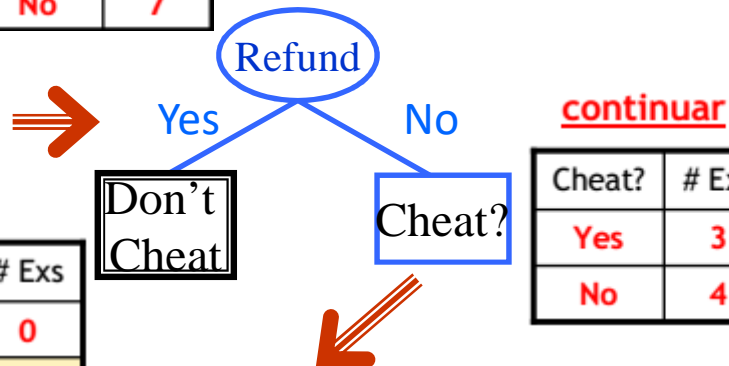 No 7
Refund
Yes No
continuar
Don't
Cheat
Cheat?
Cheat? #
Yes 3
No 4
# Exs
0